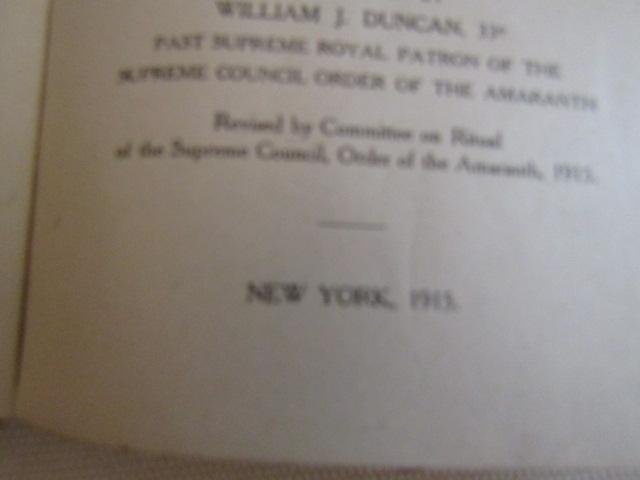 WILLIAM J. DUNCAN, 33°
PAST SUPREME ROYAL PATRON OF THE
SUPREME COUNCIL ORDER OF THE AMARANTH
Revised by Committee on Ritual
of the Supreme Council, Order of the Amaranth, 1915.
NEW YORK, 1915.